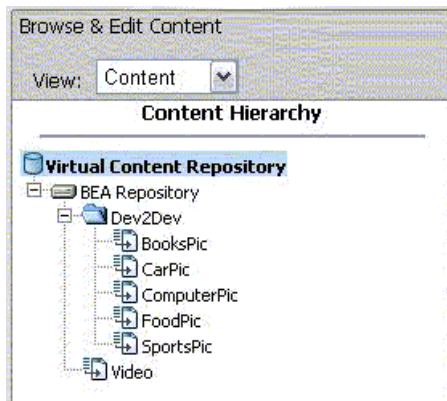 Browse & Edit Content
View: Content
Content Hierarchy
Virtual Content Repository
BEA Repository
Dev2Dev
BooksPic
CarPic
ComputerPic
FoodPic
SportsPic
Video